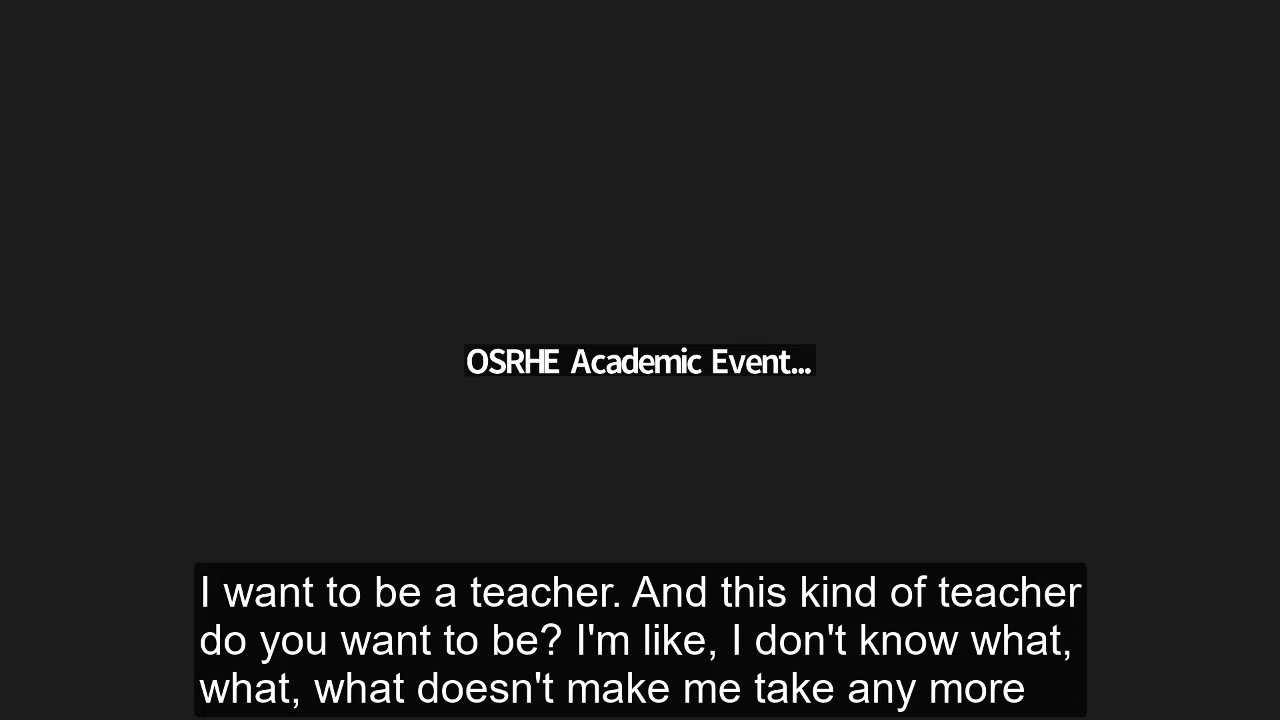 OSRHE Academic Event...
I want to be a teacher. And this kind of teacher
do you want to be? I'm like, I don't know what,
what, what doesn't make me take any more